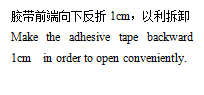 胶带前端向下反折 1cm，以利拆卸
Make the adhesive tape backward
1cm in order to open conveniently.